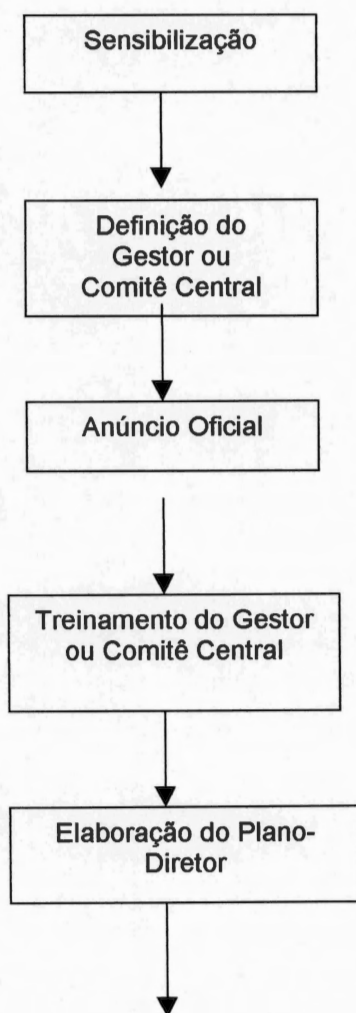 Sensibilização
Definição do
Gestor ou
Comitê Central
Anúncio Oficial
Treinamento do Gestor
ou Comitê Central
Elaboração do Plano-
Diretor